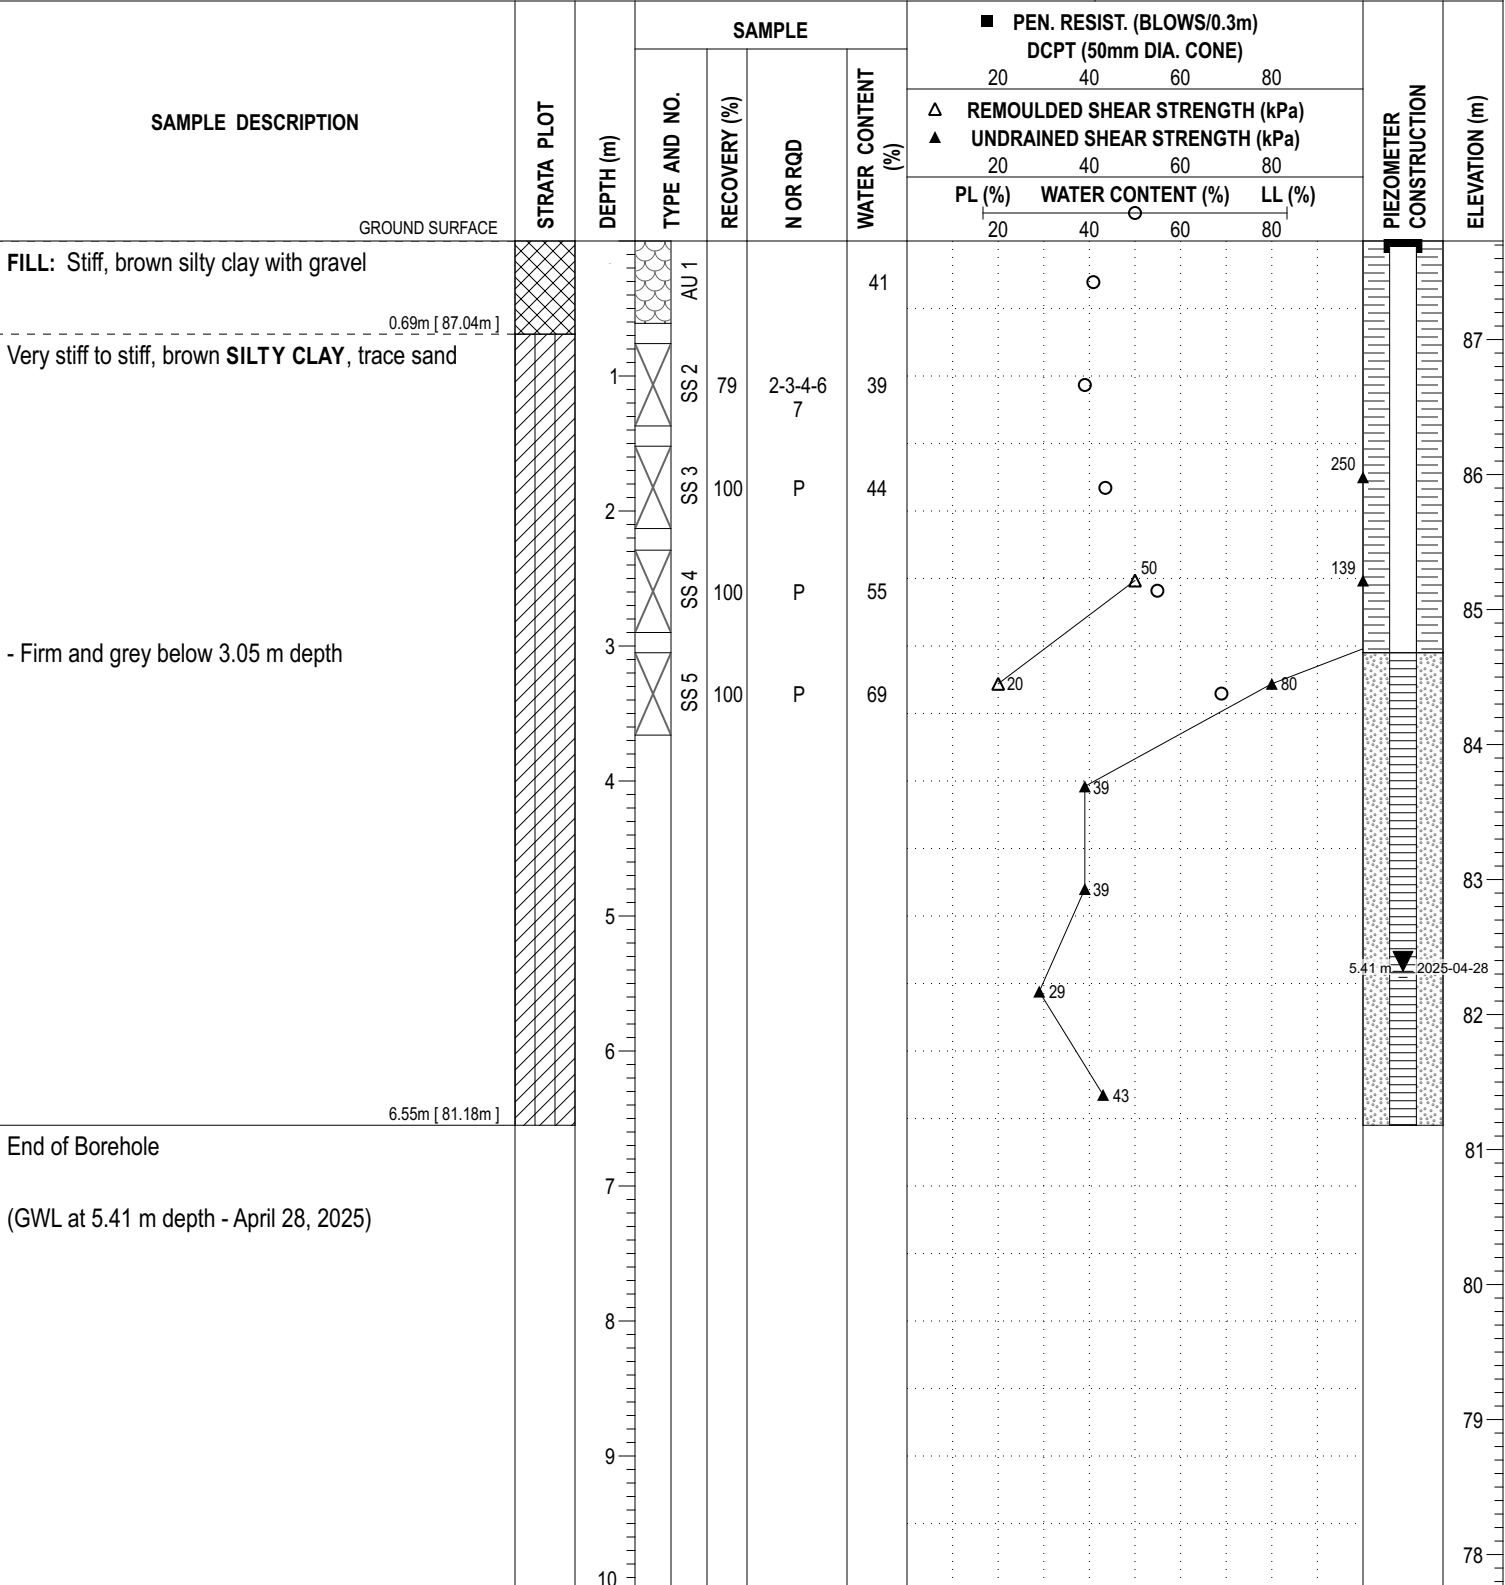 SAMPLE DESCRIPTION
GROUND SURFACE
STRATA PLOT
DEPTH (m)
SAMPLE
TYPE AND NO.
RECOVERY (%)
N OR RQD
WATER CONTENT
(%)
■ PEN. RESIST. (BLOWS/0.3m)
DCPT (50mm DIA. CONE)
20 40 60 80
△ REMOULDED SHEAR STRENGTH (kPa)
▲ UNDRAINED SHEAR STRENGTH (kPa)
20 40 60 80
PL (%) WATER CONTENT (%) LL (%)
20 40 60 80
PIEZOMETER
CONSTRUCTION
ELEVATION (m)
FILL: Stiff, brown silty clay with gravel
0.69m [ 87.04m ]
AU 1
41
Very stiff to stiff, brown SILTY CLAY, trace sand
87
1
SS 2
79
2-3-4-6
7
39
250
86
SS 3
100
P
44
2
50
139
SS 4
100
P
55
85
3
- Firm and grey below 3.05 m depth
SS 5
100
P
69
20
80
84
4
39
83
39
5
5.41 m
2025-04-28
29
82
6
43
6.55m [ 81.18m ]
End of Borehole
81
7
(GWL at 5.41 m depth - April 28, 2025)
80
8
79
9
78
10